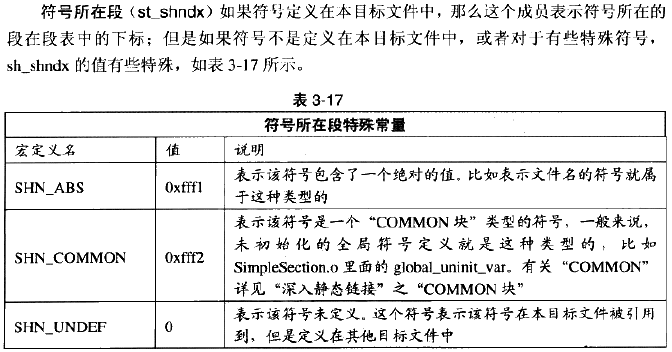 符号所在段（st_shndx）如果符号定义在本目标文件中，那么这个成员表示符号所在的
段在段表中的下标；但是如果符号不是定义在本目标文件中，或者对于有些特殊符号，
sh_shndx 的值有些特殊，如表 3-17 所示。
表 3-17
符号所在段特殊常量
宏定义名 值 说明
SHN_ABS 0xfff1 表示该符号包含了一个绝对的值。比如表示文件名的符号就属
于这种类型的
SHN_COMMON 0xfff2 表示该符号是一个“COMMON 块”类型的符号，一般来说，
未初始化的全局符号定义就是这种类型的，比如
SimpleSection.o 里面的 global_uninit_var。有关“COMMON”
详见“深入静态链接”之“COMMON 块”
SHN_UNDEF 0 表示该符号未定义。这个符号表示该符号在本目标文件被引用
到，但是定义在其他目标文件中